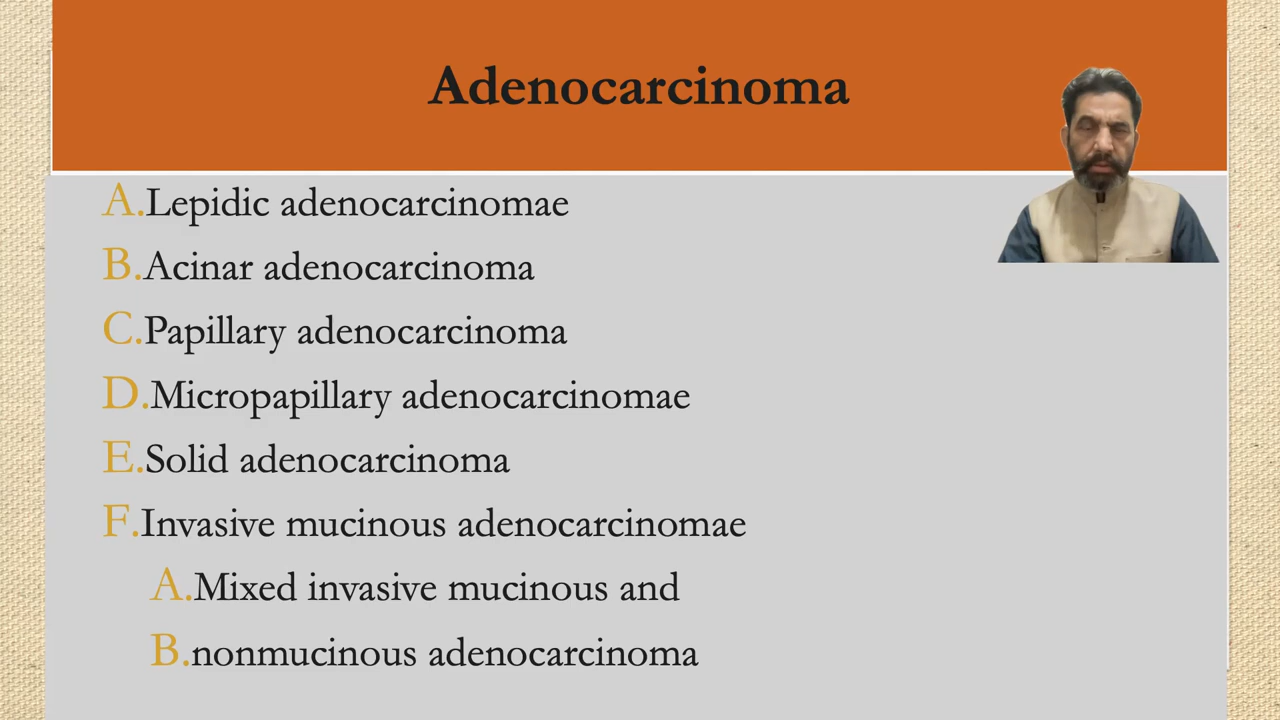 Adenocarcinoma
A.Lepidic adenocarcinomae
B.Acinar adenocarcinoma
C.Papillary adenocarcinoma
D.Micropapillary adenocarcinomae
E.Solid adenocarcinoma
F.Invasive mucinous adenocarcinomae
A.Mixed invasive mucinous and
B.nonmucinous adenocarcinoma